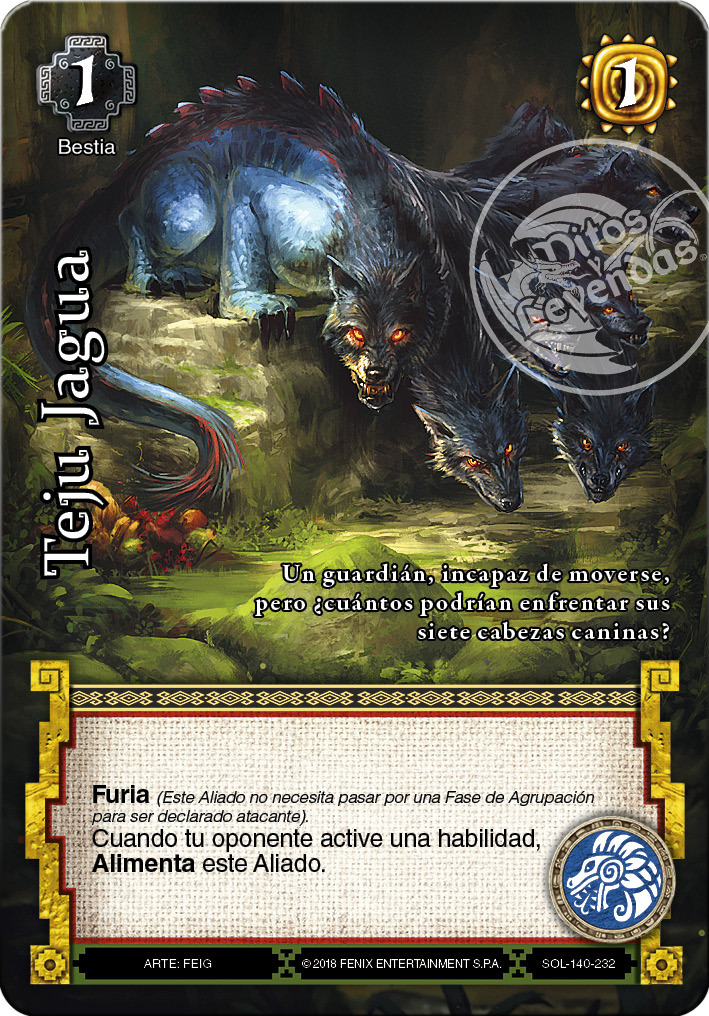 1
Bestia
1
Mitos
y
Leyendas
Teju Jagua
Un guardián, incapaz de moverse,
pero ¿cuántos podrían enfrentar sus
siete cabezas caninas?
Furia (Este Aliado no necesita pasar por una Fase de Agrupación
para ser declarado atacante).
Cuando tu oponente active una habilidad,
Alimenta este Aliado.
ARTE: FEIG
© 2018 FENIX ENTERTAINMENT S.P.A.
SOL-140-232